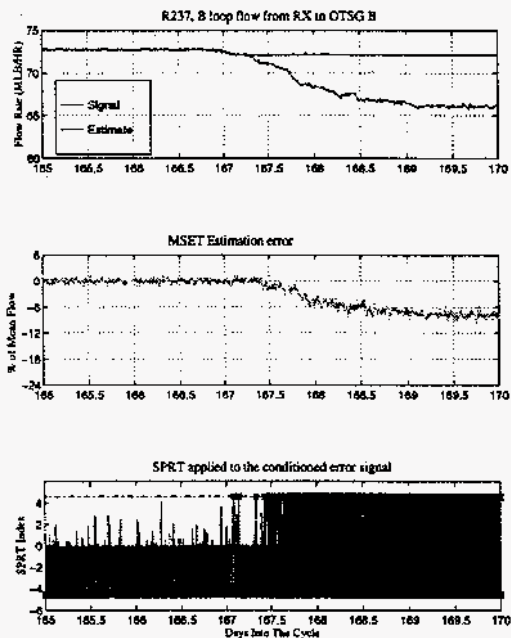 R237, B loop flow from RX to OTSG B
75
70
65
60
Flow Rate (MLB/HR)
Signal
Estimate
165 165.5 166 166.5 167 167.5 168 168.5 169 169.5 170
MSET Estimation error
6
0
-6
-12
-18
-24
% of Mean Flow
165 165.5 166 166.5 167 167.5 168 168.5 169 169.5 170
SPRT applied to the conditioned error signal
4
2
0
-2
-4
-6
SPRT Index
165 165.5 166 166.5 167 167.5 168 168.5 169 169.5 170
Days Into The Cycle